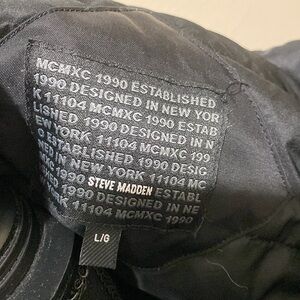 MCMXC 1990 ESTABLISHED
1990 DESIGNED IN NEW YOR
K 11104 MCMXC 1990 ESTAB
LISHED 1990 DESIGNED IN N
EW YORK 11104 MCMXC 199
0 ESTABLISHED 1990 DESIG
NED IN NEW YORK 11104 MC
1990 STEVE MADDEN ESTABL
1990 DESIGNED IN NE
YORK 11104 MCMXC 1990
L/G